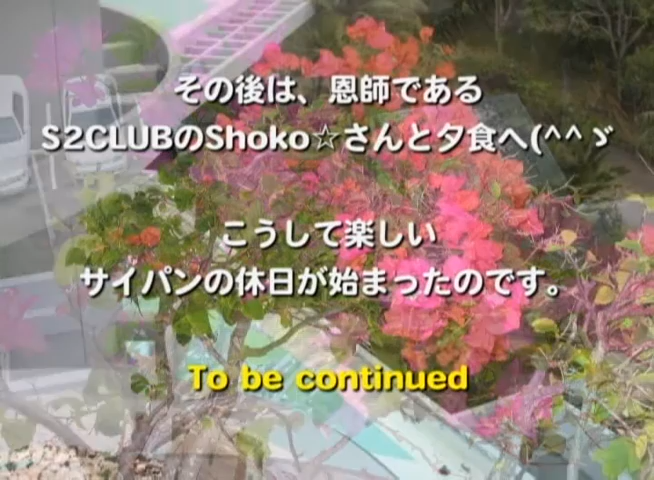 その後は、恩師である
S2CLUBのShoko☆さんと夕食へ(^^ゞ
こうして楽しい
サイパンの休日が始まったのです。
To be continued